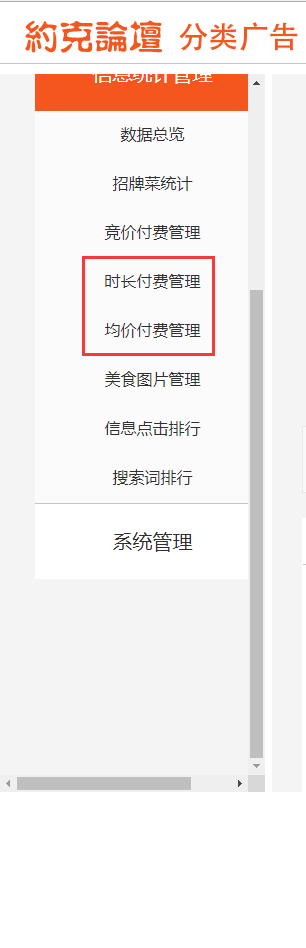 約克論壇 分类广告
信息统计管理
数据总览
招牌菜统计
竞价付费管理
时长付费管理
均价付费管理
美食图片管理
信息点击排行
搜索词排行
系统管理